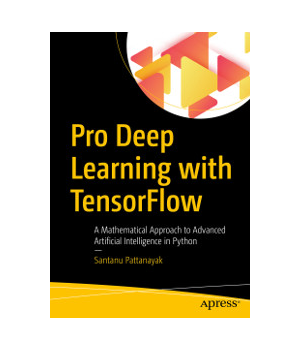 Pro Deep
Learning with
TensorFlow
A Mathematical Approach to Advanced
Artificial Intelligence in Python
—
Santanu Pattanayak
Apress®